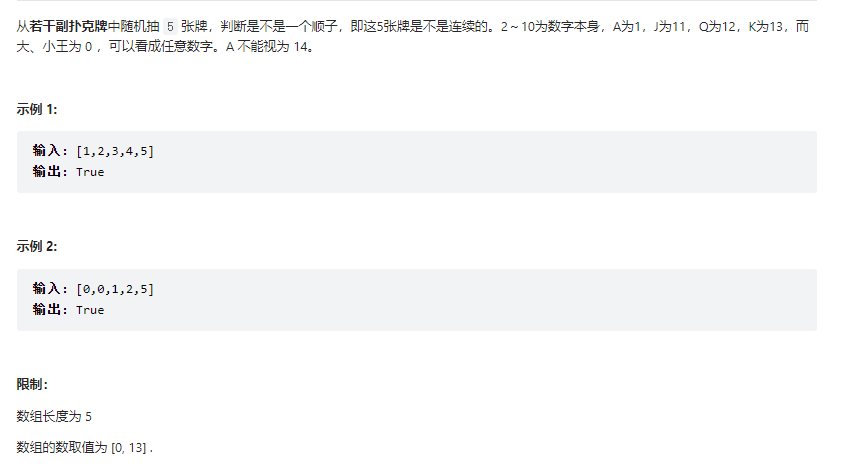 从若干副扑克牌中随机抽 5 张牌，判断是不是一个顺子，即这5张牌是不是连续的。2～10为数字本身，A为1，J为11，Q为12，K为13，而
大、小王为 0 ，可以看成任意数字。A 不能视为 14。
示例 1:
输入: [1,2,3,4,5]
输出: True
示例 2:
输入: [0,0,1,2,5]
输出: True
限制：
数组长度为 5
数组的数取值为 [0, 13] .